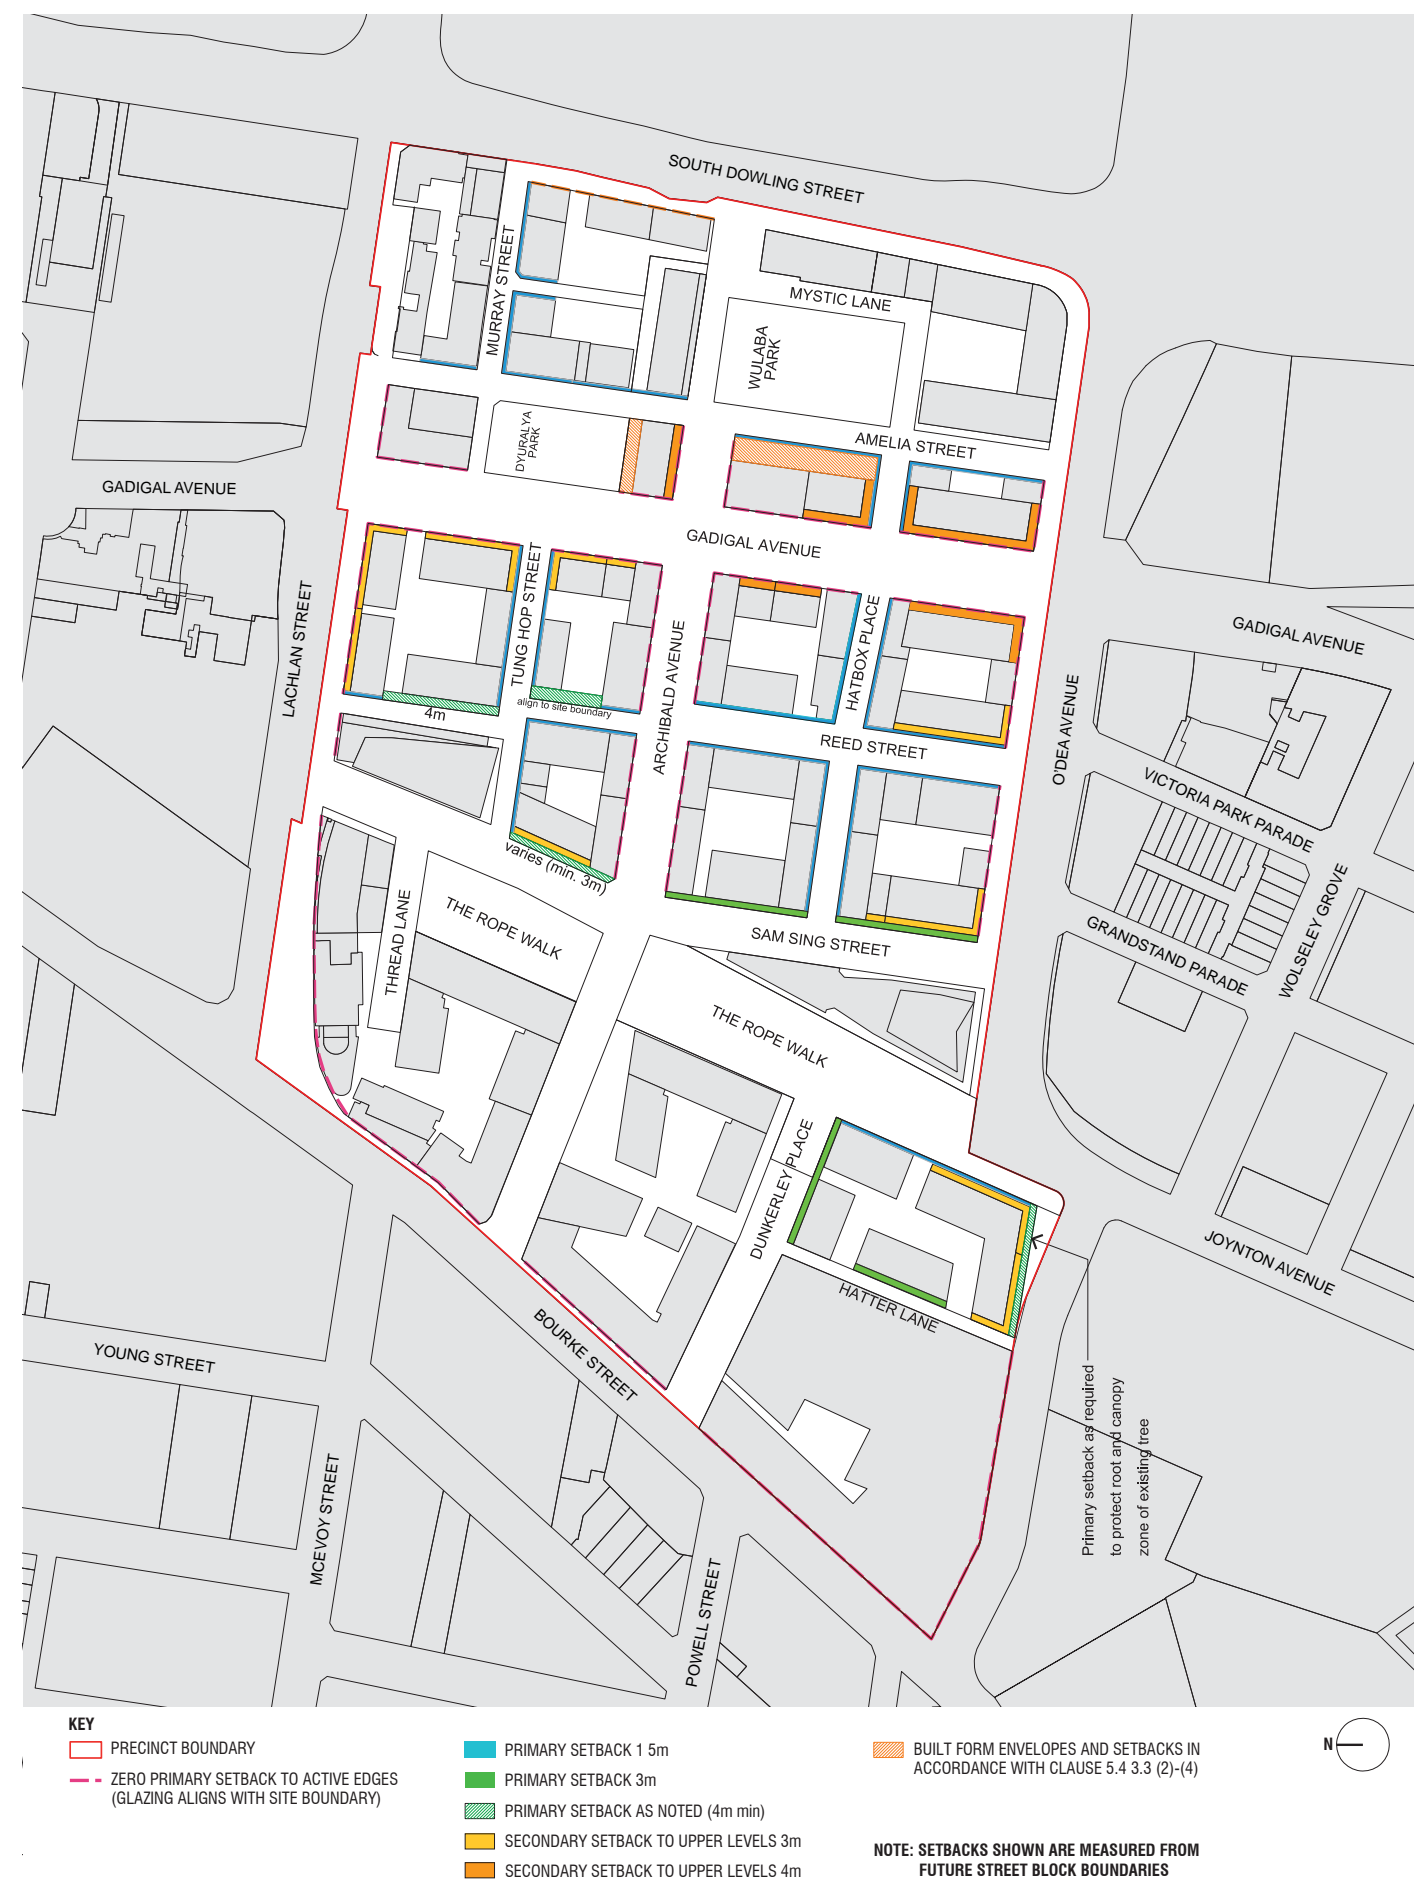 SOUTH DOWLING STREET
MURRAY STREET
MYSTIC LANE
WULABA
PARK
DYURALYA
PARK
AMELIA STREET
GADIGAL AVENUE
GADIGAL AVENUE
GADIGAL AVENUE
LACHLAN STREET
TUNG HOP STREET
ARCHIBALD AVENUE
HATBOX PLACE
O'DEA AVENUE
4m
align to site boundary
REED STREET
VICTORIA PARK PARADE
varies (min. 3m)
WOLSELEY GROVE
GRANDSTAND PARADE
THREAD LANE
THE ROPE WALK
SAM SING STREET
THE ROPE WALK
DUNKERLEY PLACE
HATTER LANE
JOYNTON AVENUE
BOURKE STREET
YOUNG STREET
MCEVOY STREET
POWELL STREET
Primary setback as required
to protect root and canopy
zone of existing tree
KEY
PRECINCT BOUNDARY
ZERO PRIMARY SETBACK TO ACTIVE EDGES
(GLAZING ALIGNS WITH SITE BOUNDARY)
PRIMARY SETBACK 1 5m
PRIMARY SETBACK 3m
PRIMARY SETBACK AS NOTED (4m min)
SECONDARY SETBACK TO UPPER LEVELS 3m
SECONDARY SETBACK TO UPPER LEVELS 4m
BUILT FORM ENVELOPES AND SETBACKS IN
ACCORDANCE WITH CLAUSE 5.4 3.3 (2)-(4)
NOTE: SETBACKS SHOWN ARE MEASURED FROM
FUTURE STREET BLOCK BOUNDARIES
N